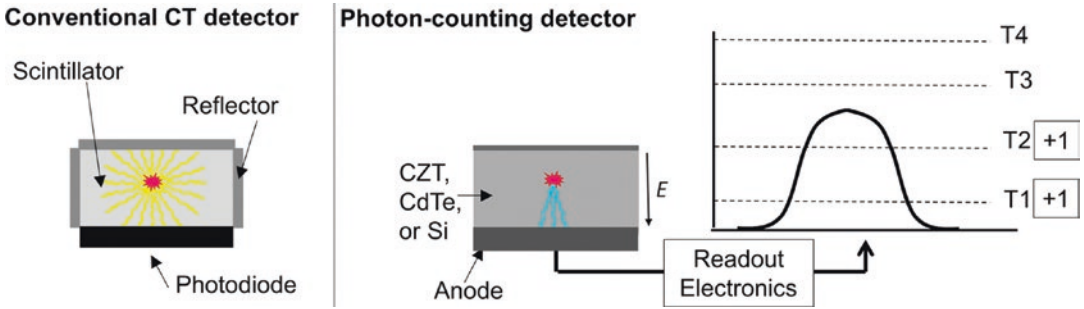 Conventional CT detector
Scintillator
Reflector
Photodiode
Photon-counting detector
CZT,
CdTe,
or Si
E
Anode
Readout
Electronics
T4
T3
T2 +1
T1 +1